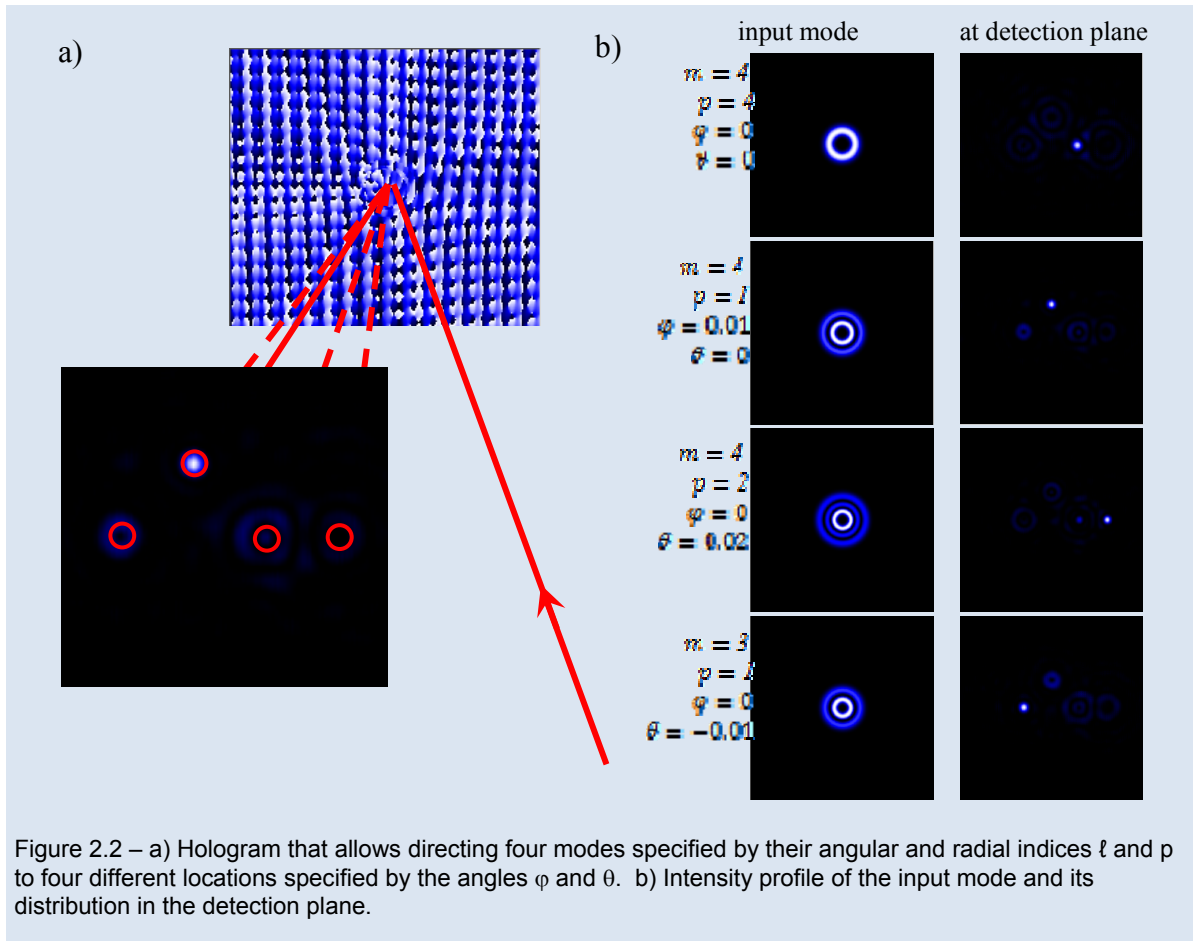 a)
b)
input mode
at detection plane
m = 4
p = 4
φ = 0
θ = 0
m = 4
p = 1
φ = 0.01
θ = 0
m = 4
p = 2
φ = 0
θ = 0.02
m = 3
p = 1
φ = 0
θ = −0.01
Figure 2.2 – a) Hologram that allows directing four modes specified by their angular and radial indices ℓ and p
to four different locations specified by the angles φ and θ. b) Intensity profile of the input mode and its
distribution in the detection plane.